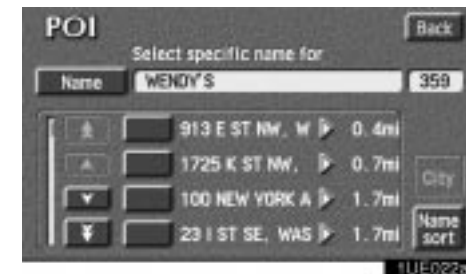 POI Back
Select specific name for
Name WENDY'S 359
913 E ST NW, W 0.4mi
1725 K ST NW, 0.7mi
City
100 NEW YORK A 1.7mi
23 I ST SE, WAS 1.7mi
Name sort